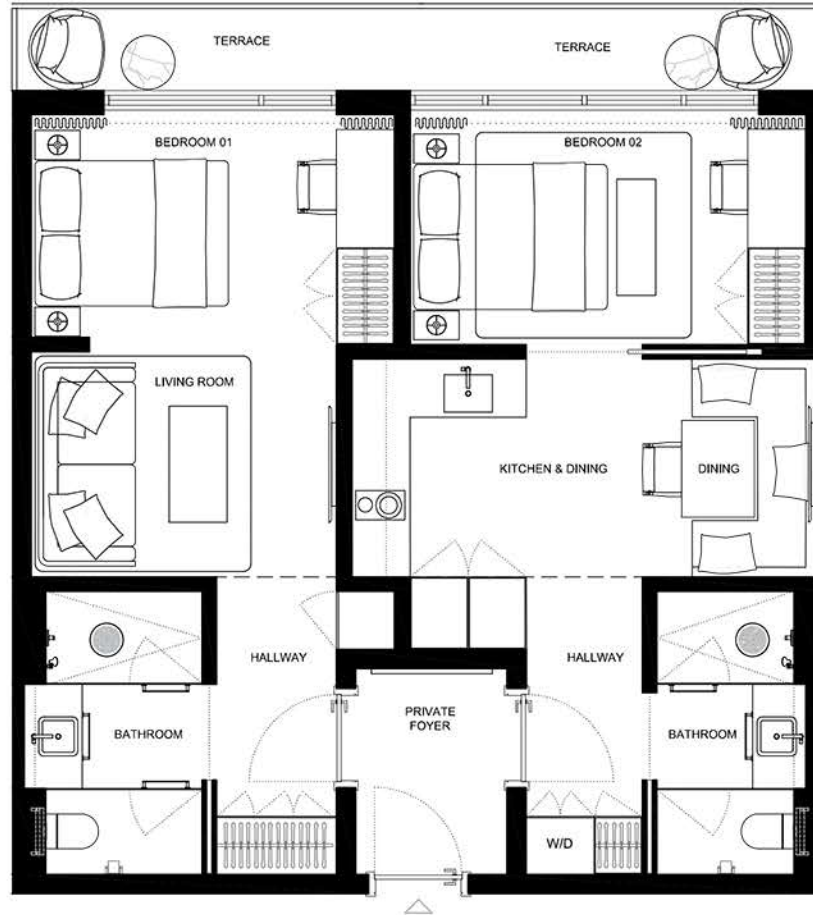 TERRACE
TERRACE
BEDROOM 01
BEDROOM 02
LIVING ROOM
KITCHEN & DINING
DINING
HALLWAY
HALLWAY
PRIVATE
FOYER
BATHROOM
BATHROOM
W/D